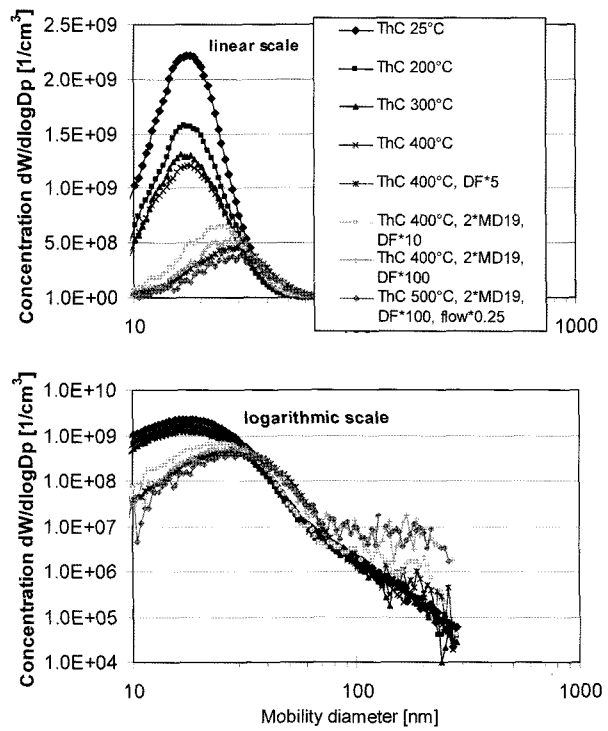 Concentration dW/dlogDp [1/cm³]
2.5E+09
2.0E+09
1.5E+09
1.0E+09
5.0E+08
1.0E+00
10
1000
linear scale
ThC 25°C
ThC 200°C
ThC 300°C
ThC 400°C
ThC 400°C, DF*5
ThC 400°C, 2*MD19,
DF*10
ThC 400°C, 2*MD19,
DF*100
ThC 500°C, 2*MD19,
DF*100, flow*0.25
Concentration dW/dlogDp [1/cm³]
1.0E+10
1.0E+09
1.0E+08
1.0E+07
1.0E+06
1.0E+05
1.0E+04
logarithmic scale
10
100
1000
Mobility diameter [nm]